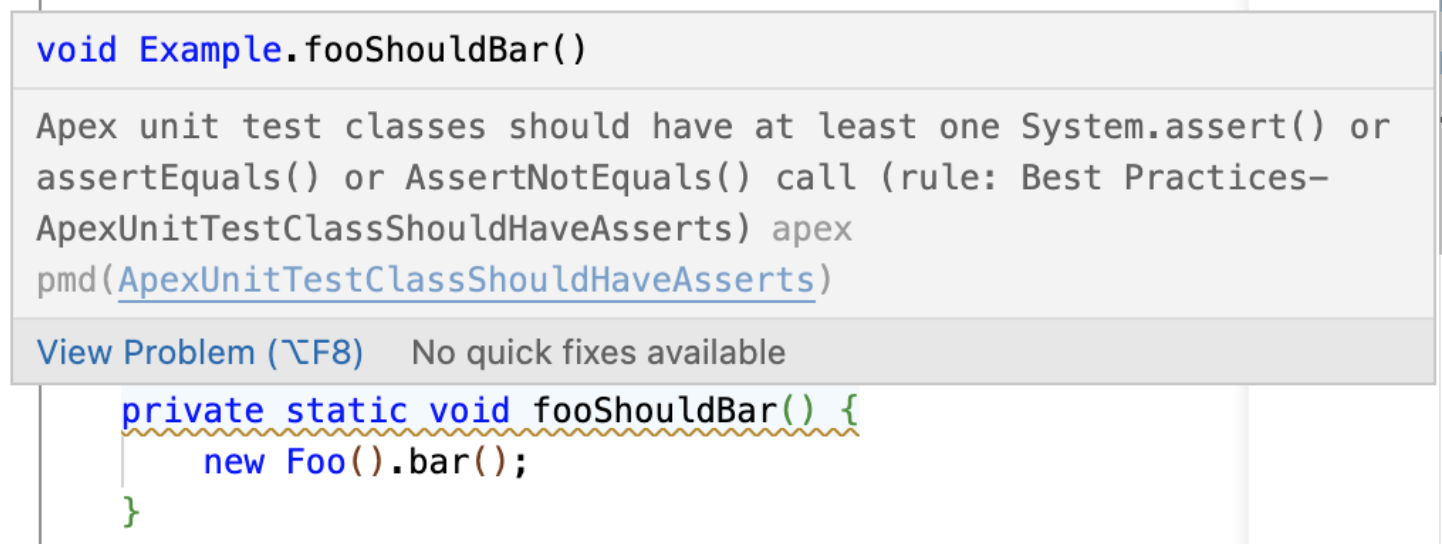 void Example.fooShouldBar()
Apex unit test classes should have at least one System.assert() or
assertEquals() or AssertNotEquals() call (rule: Best Practices–
ApexUnitTestClassShouldHaveAsserts) apex
pmd(ApexUnitTestClassShouldHaveAsserts)
View Problem (⌥F8) No quick fixes available
private static void fooShouldBar() {
new Foo().bar();
}